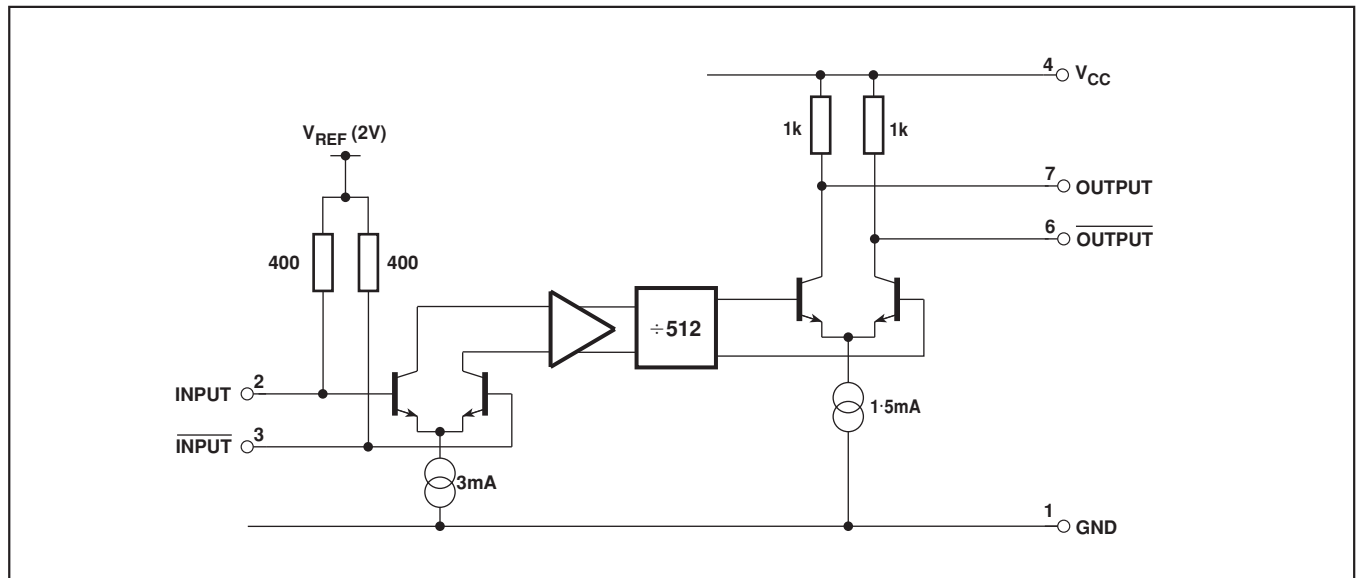 4
V_CC
1k
1k
V_REF (2V)
7
OUTPUT
6
OUTPUT
400
400
÷512
INPUT
2
INPUT
3
1·5mA
3mA
1
GND